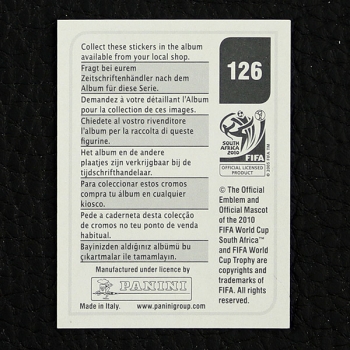 Collect these stickers in the album
available from your local shop.
Fragt bei eurem
Zeitschriftenhändler nach dem
Album für diese Serie.
Demandez à votre détaillant l'Album
pour la collection de ces images.
Chiedete al vostro rivenditore
l'album per la raccolta di queste
figurine.
Het album en de andere
plaatjes zijn verkrijgbaar bij de
tijdschrifthandelaar.
Para coleccionar estos cromos
compra tu álbum en cualquier
kiosco.
Pede a caderneta desta colecção
de cromos no teu ponto de venda
habitual.
Bayinizden aldığınız albümü bu
çıkartmalar ile tamamlayın.
Manufactured under licence by
PANINI
Made in Italy. www.paninigroup.com
126
SOUTH AFRICA
2010
FIFA
OFFICIAL LICENSED
PRODUCT
© 2005 FIFA TM
© The Official
Emblem and
Official Mascot
of the 2010
FIFA World Cup
South Africa™
and FIFA World
Cup Trophy are
copyrights and
trademarks of
FIFA. All rights
reserved.